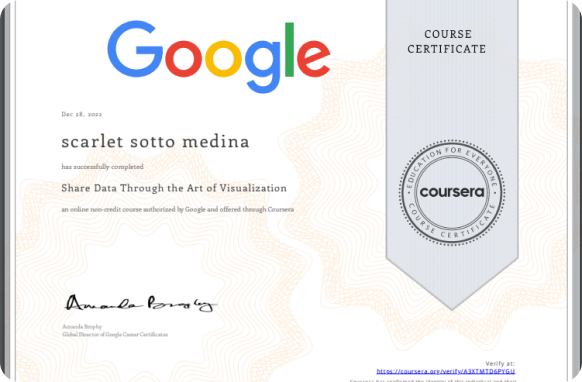 Google
COURSE
CERTIFICATE
Dec 28, 2022
scarlet sotto medina
has successfully completed
Share Data Through the Art of Visualization
an online non-credit course authorized by Google and offered through Coursera
EDUCATION FOR EVERYONE
coursera
COURSE CERTIFICATE
Amanda Brophy
Amanda Brophy
Global Director of Google Career Certificates
Verify at:
https://coursera.org/verify/A3XTMTD6PYGU
Coursera has confirmed the identity of this individual and their